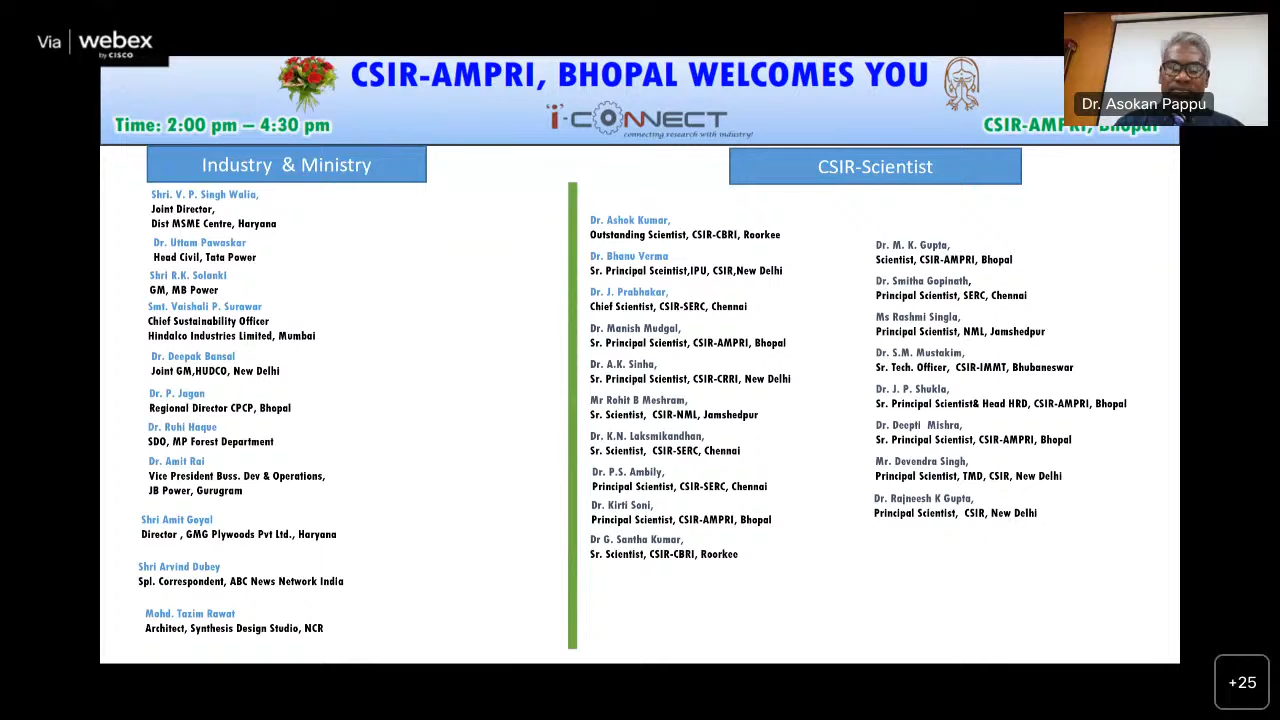 Via webex
by CISCO
CSIR-AMPRI, BHOPAL WELCOMES YOU
Time: 2:00 pm – 4:30 pm
'i'-CONNECT
connecting research with industry!
CSIR-AMPRI, Bhopal
Dr. Asokan Pappu
Industry & Ministry
Shri. V. P. Singh Walia,
Joint Director,
Dist MSME Centre, Haryana
Dr. Uttam Pawaskar
Head Civil, Tata Power
Shri R.K. Solanki
GM, MB Power
Smt. Vaishali P. Surawar
Chief Sustainability Officer
Hindalco Industries Limited, Mumbai
Dr. Deepak Bansal
Joint GM,HUDCO, New Delhi
Dr. P. Jagan
Regional Director CPCP, Bhopal
Dr. Ruhi Haque
SDO, MP Forest Department
Dr. Amit Rai
Vice President Buss. Dev & Operations,
JB Power, Gurugram
Shri Amit Goyal
Director , GMG Plywoods Pvt Ltd., Haryana
Shri Arvind Dubey
Spl. Correspondent, ABC News Network India
Mohd. Tazim Rawat
Architect, Synthesis Design Studio, NCR
CSIR-Scientist
Dr. Ashok Kumar,
Outstanding Scientist, CSIR-CBRI, Roorkee
Dr. Bhanu Verma
Sr. Principal Sceintist,IPU, CSIR,New Delhi
Dr. J. Prabhakar,
Chief Scientist, CSIR-SERC, Chennai
Dr. Manish Mudgal,
Sr. Principal Scientist, CSIR-AMPRI, Bhopal
Dr. A.K. Sinha,
Sr. Principal Scientist, CSIR-CRRI, New Delhi
Mr Rohit B Meshram,
Sr. Scientist, CSIR-NML, Jamshedpur
Dr. K.N. Laksmikandhan,
Sr. Scientist, CSIR-SERC, Chennai
Dr. P.S. Ambily,
Principal Scientist, CSIR-SERC, Chennai
Dr. Kirti Soni,
Principal Scientist, CSIR-AMPRI, Bhopal
Dr G. Santha Kumar,
Sr. Scientist, CSIR-CBRI, Roorkee
Dr. M. K. Gupta,
Scientist, CSIR-AMPRI, Bhopal
Dr. Smitha Gopinath,
Principal Scientist, SERC, Chennai
Ms Rashmi Singla,
Principal Scientist, NML, Jamshedpur
Dr. S.M. Mustakim,
Sr. Tech. Officer, CSIR-IMMT, Bhubaneswar
Dr. J. P. Shukla,
Sr. Principal Scientist& Head HRD, CSIR-AMPRI, Bhopal
Dr. Deepti Mishra,
Sr. Principal Scientist, CSIR-AMPRI, Bhopal
Mr. Devendra Singh,
Principal Scientist, TMD, CSIR, New Delhi
Dr. Rajneesh K Gupta,
Principal Scientist, CSIR, New Delhi
+25